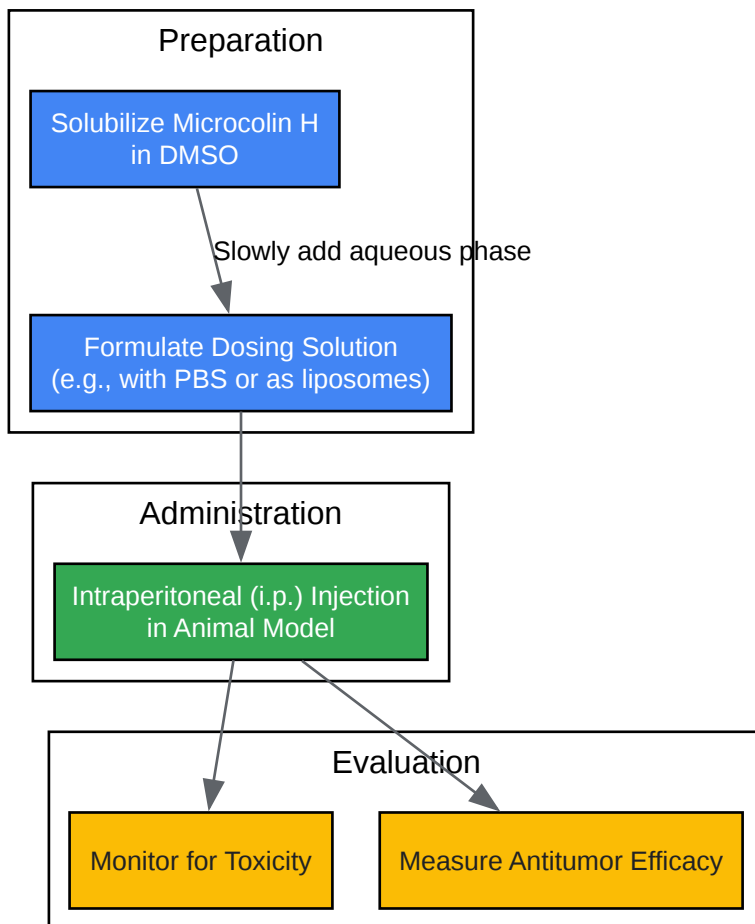 Preparation
Solubilize Microcolin H
in DMSO
Slowly add aqueous phase
Formulate Dosing Solution
(e.g., with PBS or as liposomes)
Administration
Intraperitoneal (i.p.) Injection
in Animal Model
Evaluation
Monitor for Toxicity
Measure Antitumor Efficacy